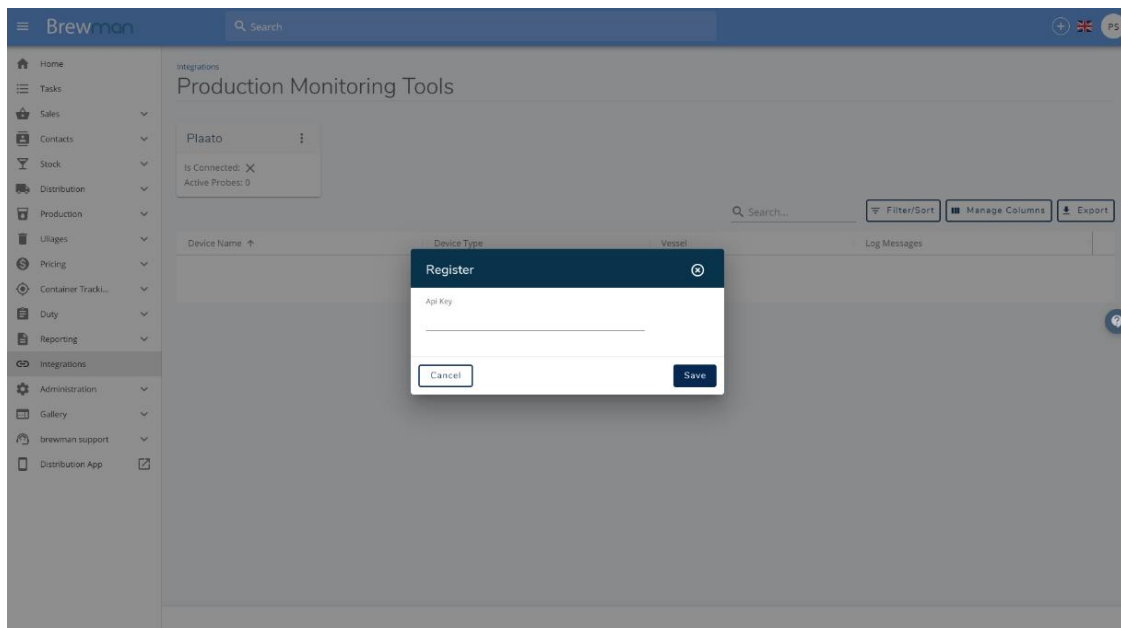 Brewman
Search
PS
Home
Tasks
Sales
Contacts
Stock
Distribution
Production
Ullages
Pricing
Container Tracki...
Duty
Reporting
Integrations
Administration
Gallery
brewman support
Distribution App
Integrations
Production Monitoring Tools
Plaato
Is Connected:
Active Probes: 0
Search...
Filter/Sort
Manage Columns
Export
Device Name
Device Type
Vessel
Log Messages
Register
Api Key
Cancel
Save